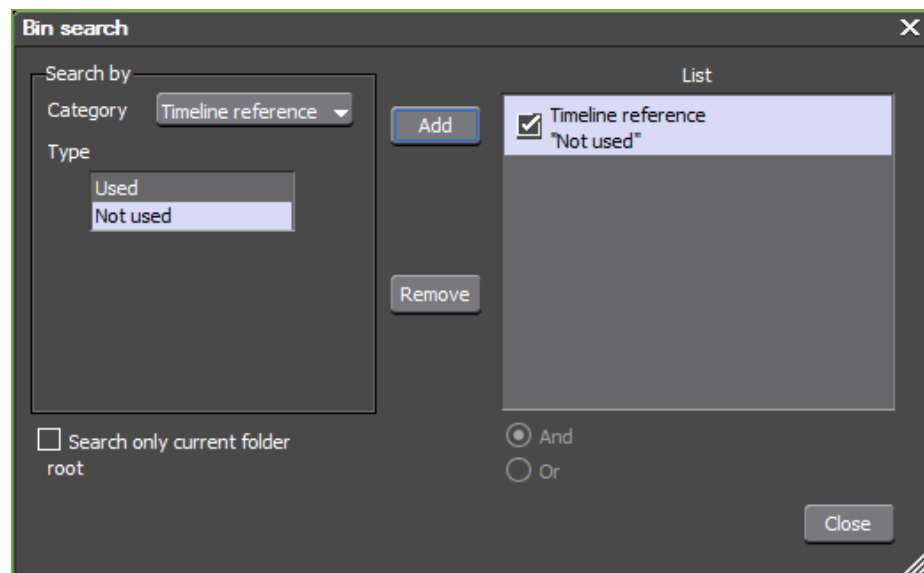 Bin search
Search by
Category
Timeline reference
Type
Used
Not used
Search only current folder
root
Add
Remove
List
Timeline reference
"Not used"
And
Or
Close